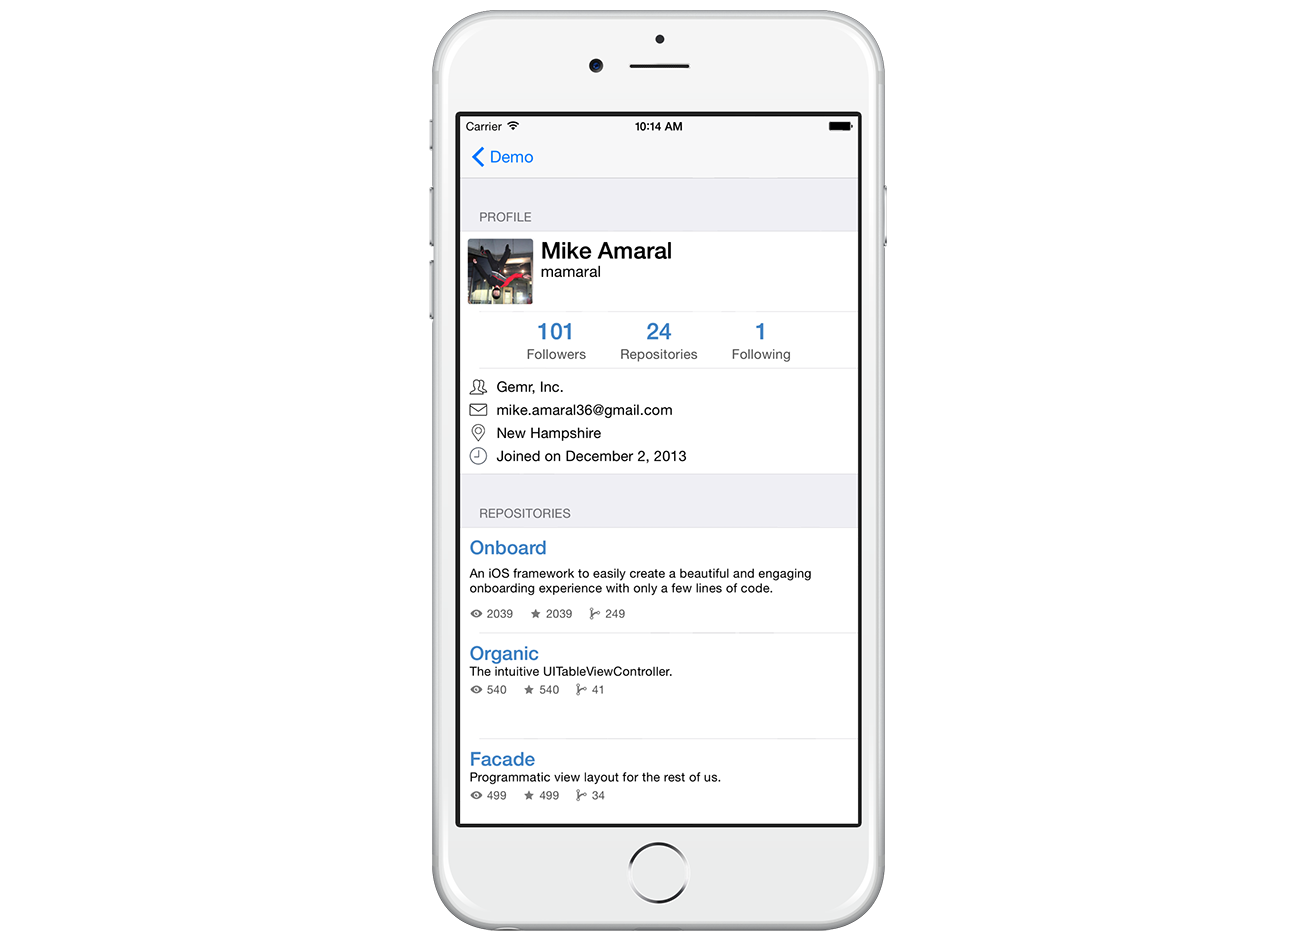 Carrier 10:14 AM
Demo
PROFILE
Mike Amaral
mamaral
101 24 1
Followers Repositories Following
Gemr, Inc.
mike.amaral36@gmail.com
New Hampshire
Joined on December 2, 2013
REPOSITORIES
Onboard
An iOS framework to easily create a beautiful and engaging
onboarding experience with only a few lines of code.
2039 2039 249
Organic
The intuitive UITableViewController.
540 540 41
Facade
Programmatic view layout for the rest of us.
499 499 34